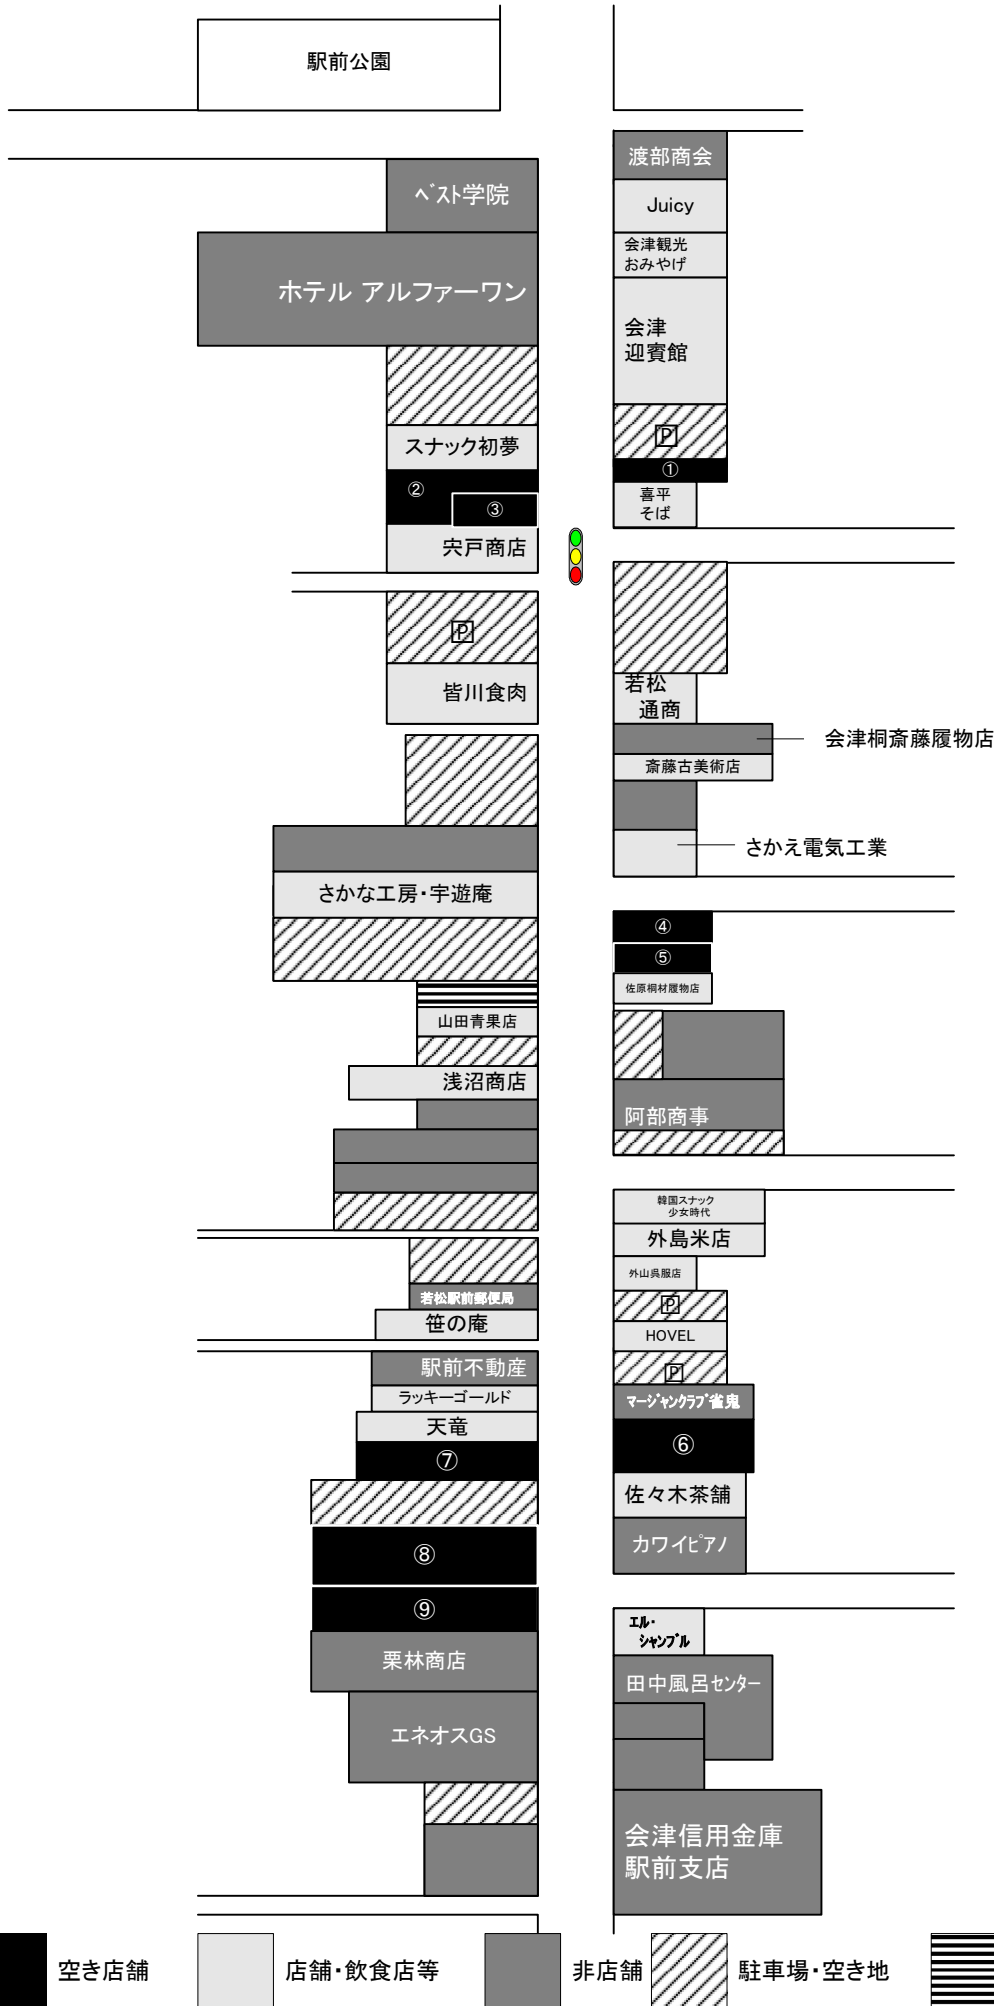 駅前公園
渡部商会
ベスト学院
Juicy
会津観光
おみやげ
ホテル アルファーワン
会津
迎賓館
P
スナック初夢
①
②
③
喜平
そば
宍戸商店
P
皆川食肉
若松
通商
会津桐斎藤履物店
斎藤古美術店
さかえ電気工業
さかな工房・宇遊庵
④
⑤
佐原桐材履物店
山田青果店
浅沼商店
阿部商事
韓国スナック
少女時代
外島米店
外山呉服店
P
若松駅前郵便局
笹の庵
HOVEL
駅前不動産
P
ラッキーゴールド
マージャンクラブ雀鬼
天竜
⑥
⑦
佐々木茶舗
カワイピアノ
⑧
⑨
エル・
シャンブル
栗林商店
田中風呂センター
エネオスGS
会津信用金庫
駅前支店
空き店舗
店舗・飲食店等
非店舗
駐車場・空き地